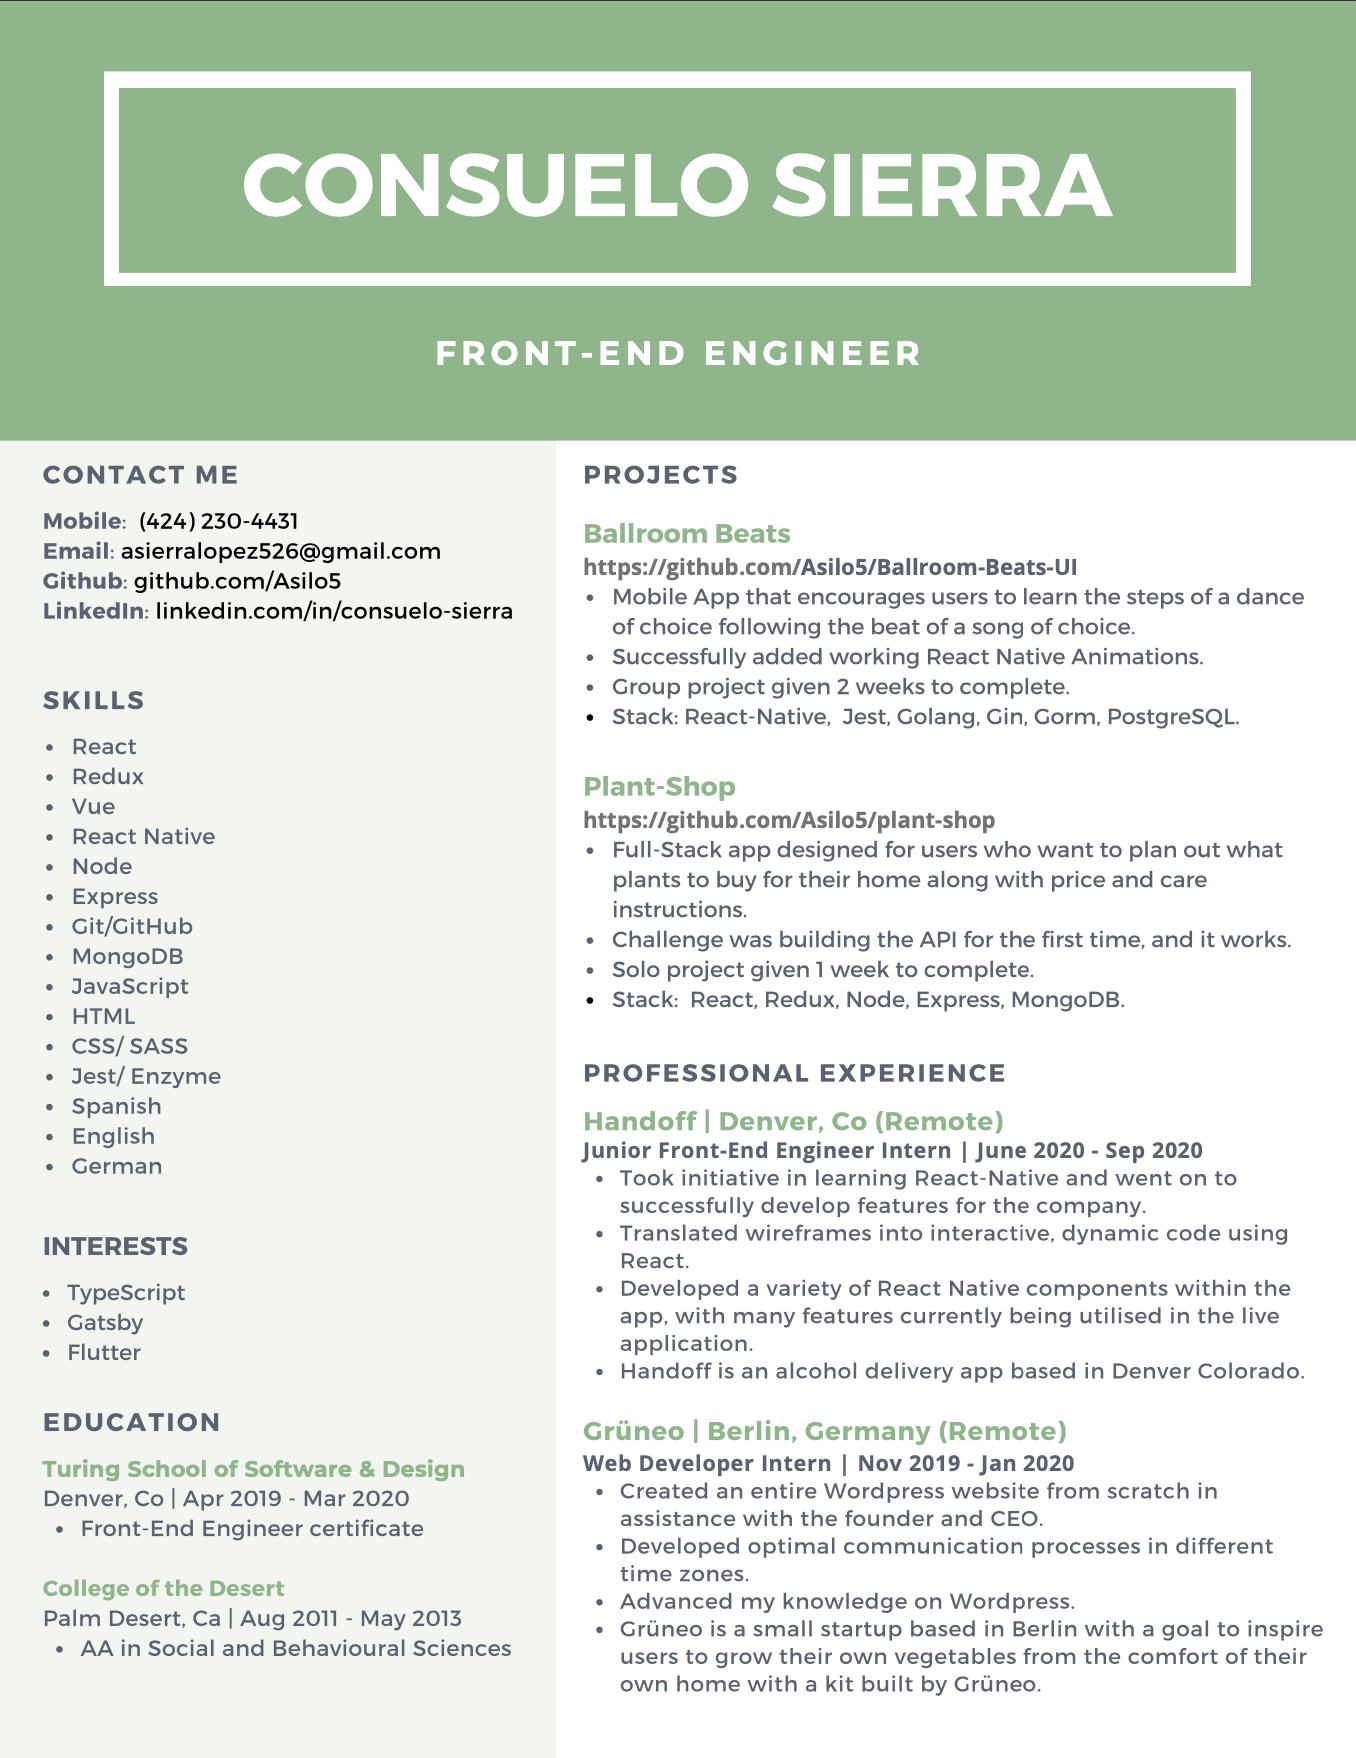 CONSUELO SIERRA
FRONT-END ENGINEER
CONTACT ME
Mobile: (424) 230-4431
Email: asierralopez526@gmail.com
Github: github.com/Asilo5
LinkedIn: linkedin.com/in/consuelo-sierra
SKILLS
• React
• Redux
• Vue
• React Native
• Node
• Express
• Git/GitHub
• MongoDB
• JavaScript
• HTML
• CSS/ SASS
• Jest/ Enzyme
• Spanish
• English
• German
INTERESTS
• TypeScript
• Gatsby
• Flutter
EDUCATION
Turing School of Software & Design
Denver, Co | Apr 2019 - Mar 2020
• Front-End Engineer certificate
College of the Desert
Palm Desert, Ca | Aug 2011 - May 2013
• AA in Social and Behavioural Sciences
PROJECTS
Ballroom Beats
https://github.com/Asilo5/Ballroom-Beats-UI
• Mobile App that encourages users to learn the steps of a dance
of choice following the beat of a song of choice.
• Successfully added working React Native Animations.
• Group project given 2 weeks to complete.
• Stack: React-Native, Jest, Golang, Gin, Gorm, PostgreSQL.
Plant-Shop
https://github.com/Asilo5/plant-shop
• Full-Stack app designed for users who want to plan out what
plants to buy for their home along with price and care
instructions.
• Challenge was building the API for the first time, and it works.
• Solo project given 1 week to complete.
• Stack: React, Redux, Node, Express, MongoDB.
PROFESSIONAL EXPERIENCE
Handoff | Denver, Co (Remote)
Junior Front-End Engineer Intern | June 2020 - Sep 2020
• Took initiative in learning React-Native and went on to
successfully develop features for the company.
• Translated wireframes into interactive, dynamic code using
React.
• Developed a variety of React Native components within the
app, with many features currently being utilised in the live
application.
• Handoff is an alcohol delivery app based in Denver Colorado.
Grüneo | Berlin, Germany (Remote)
Web Developer Intern | Nov 2019 - Jan 2020
• Created an entire Wordpress website from scratch in
assistance with the founder and CEO.
• Developed optimal communication processes in different
time zones.
• Advanced my knowledge on Wordpress.
• Grüneo is a small startup based in Berlin with a goal to inspire
users to grow their own vegetables from the comfort of their
own home with a kit built by Grüneo.